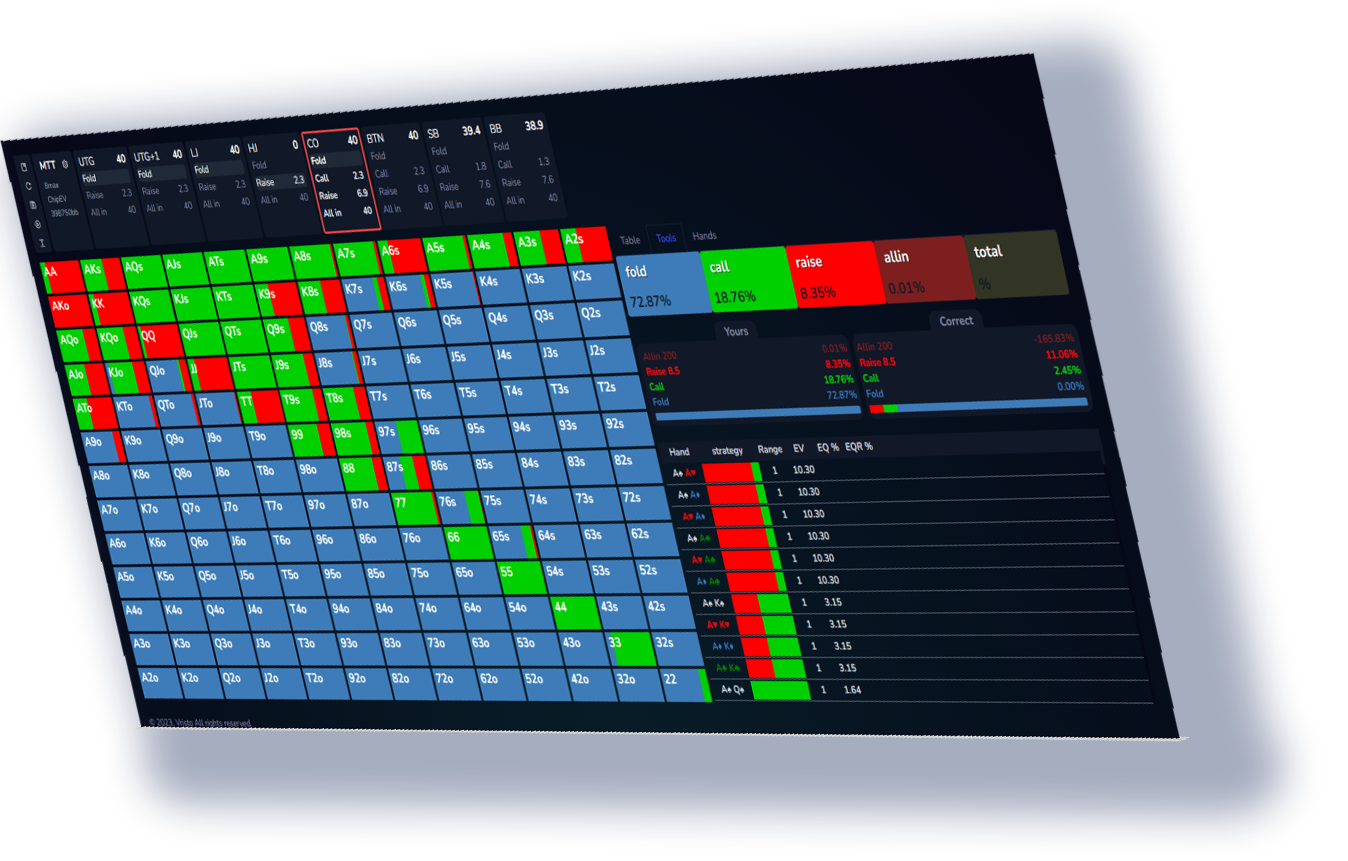 MTT
8max
ChipEV
398750bb
UTG 40
Fold
Raise 2.3
All in 40
UTG+1 40
Fold
Raise 2.3
All in 40
LJ 40
Fold
Raise 2.3
All in 40
HJ 0
Fold
Raise 2.3
All in 40
CO 40
Fold
Call 2.3
Raise 6.9
All in 40
BTN 40
Fold
Call 2.3
Raise 6.9
All in 40
SB 39.4
Fold
Call 1.8
Raise 7.6
All in 40
BB 38.9
Fold
Call 1.3
Raise 7.6
All in 40
AA AKs AQs AJs ATs A9s A8s A7s A6s A5s A4s A3s A2s
AKo KK KQs KJs KTs K9s K8s K7s K6s K5s K4s K3s K2s
AQo KQo QQ QJs QTs Q9s Q8s Q7s Q6s Q5s Q4s Q3s Q2s
AJo KJo QJo JJ JTs J9s J8s J7s J6s J5s J4s J3s J2s
ATo KTo QTo JTo TT T9s T8s T7s T6s T5s T4s T3s T2s
A9o K9o Q9o J9o T9o 99 98s 97s 96s 95s 94s 93s 92s
A8o K8o Q8o J8o T8o 98o 88 87s 86s 85s 84s 83s 82s
A7o K7o Q7o J7o T7o 97o 87o 77 76s 75s 74s 73s 72s
A6o K6o Q6o J6o T6o 96o 86o 76o 66 65s 64s 63s 62s
A5o K5o Q5o J5o T5o 95o 85o 75o 65o 55 54s 53s 52s
A4o K4o Q4o J4o T4o 94o 84o 74o 64o 54o 44 43s 42s
A3o K3o Q3o J3o T3o 93o 83o 73o 63o 53o 43o 33 32s
A2o K2o Q2o J2o T2o 92o 82o 72o 62o 52o 42o 32o 22
© 2023. Vristo All rights reserved.
Table Tools Hands
fold call raise allin total
72.87% 18.76% 8.35% 0.01% %
Yours
Allin 200 0.01%
Raise 8.5 8.35%
Call 18.76%
Fold 72.87%
Correct
Allin 200 -165.83%
Raise 8.5 11.06%
Call 2.45%
Fold 0.00%
Hand strategy Range EV EQ % EQR %
A♠ A♥ 1 10.30
A♠ A♦ 1 10.30
A♥ A♦ 1 10.30
A♠ A♣ 1 10.30
A♥ A♣ 1 10.30
A♦ A♣ 1 10.30
A♠ K♠ 1 3.15
A♥ K♥ 1 3.15
A♦ K♦ 1 3.15
A♣ K♣ 1 3.15
A♠ Q♠ 1 1.64